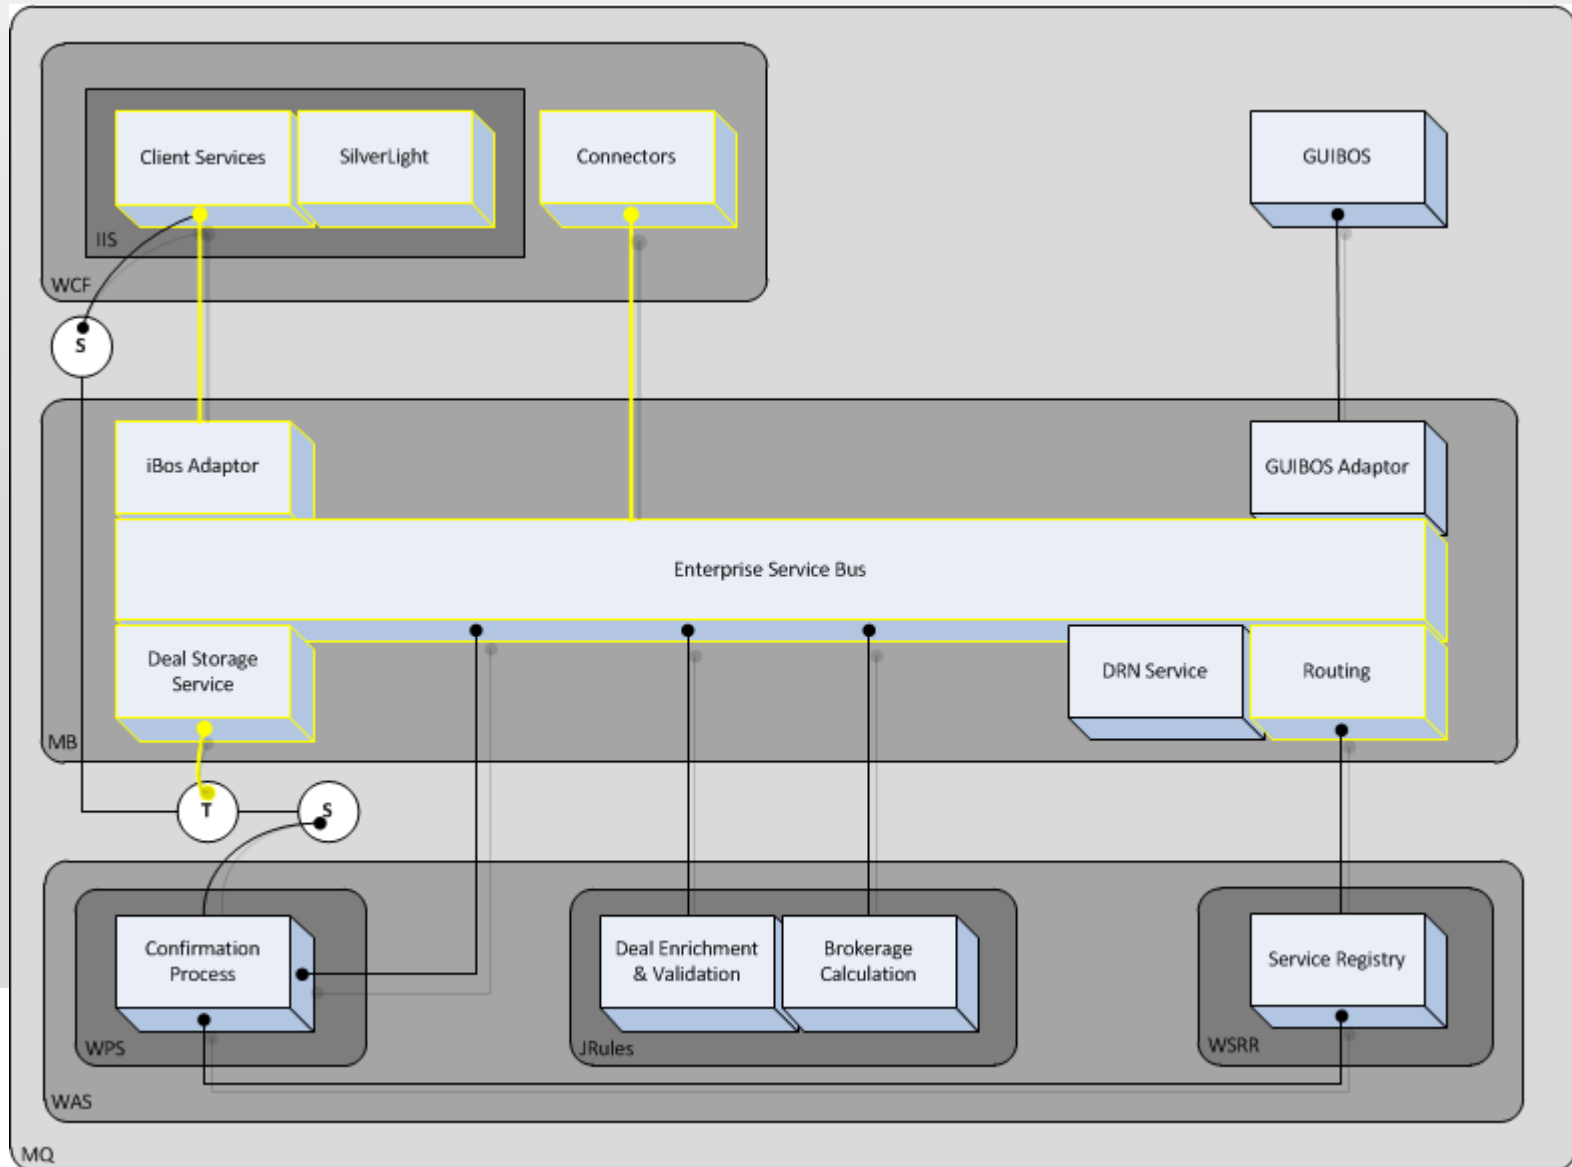 Client Services
SilverLight
Connectors
GUIBOS
IIS
WCF
S
iBos Adaptor
GUIBOS Adaptor
Enterprise Service Bus
Deal Storage
Service
DRN Service
Routing
MB
T
S
Confirmation
Process
Deal Enrichment
& Validation
Brokerage
Calculation
Service Registry
WPS
JRules
WSRR
WAS
MQ